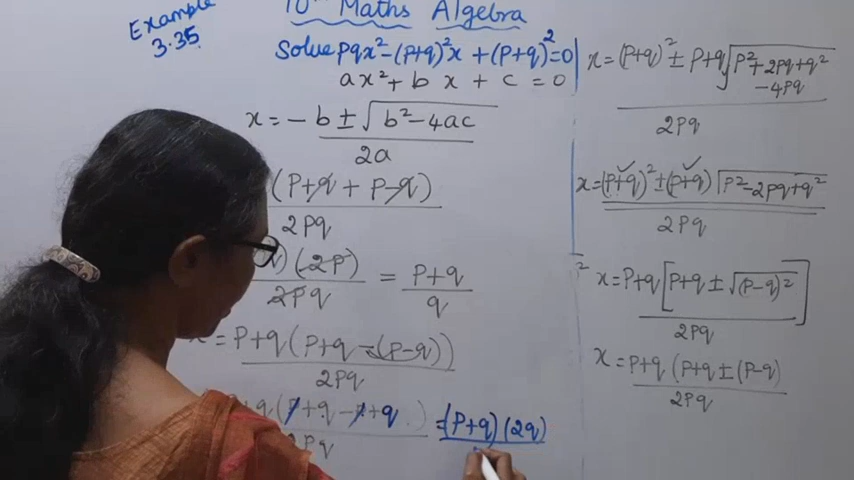 Example
3.35
10th Maths Algebra
Solve pqx² - (p+q)²x + (p+q)² = 0
ax² + b x + c = 0
x = - b ± √b² - 4ac
2a
(p+q + p-q)
2pq
)(2p)
2pq
= p+q
q
x = p+q (p+q - (p-q))
2pq
q (p+q - p+q )
2pq
= (p+q) (2q)
x = (p+q)² ± p+q √p² + 2pq + q²
- 4pq
2pq
x = (p+q)² ± (p+q) √p² - 2pq + q²
2pq
x = p+q [p+q ± √(p-q)²]
2pq
x = p+q (p+q ± (p-q)
2pq